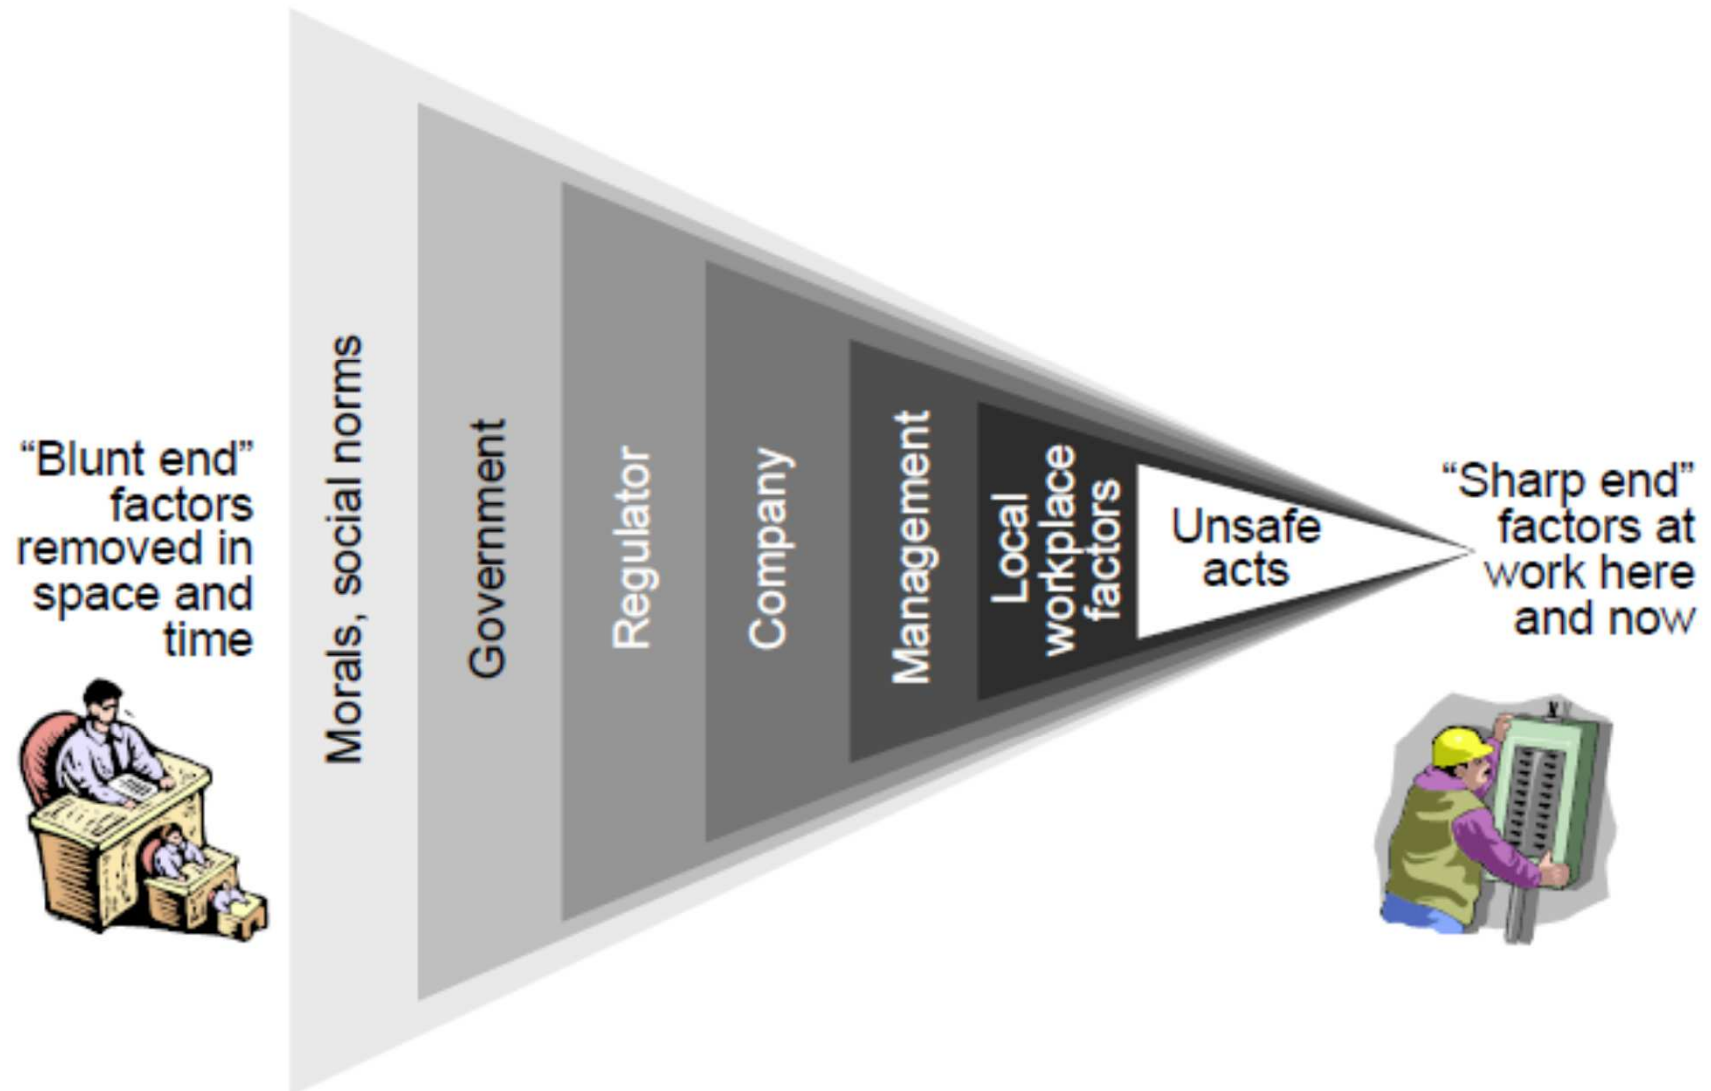 “Blunt end”
factors
removed in
space and
time
Morals, social norms
Government
Regulator
Company
Management
Local
workplace
factors
Unsafe
acts
“Sharp end”
factors at
work here
and now